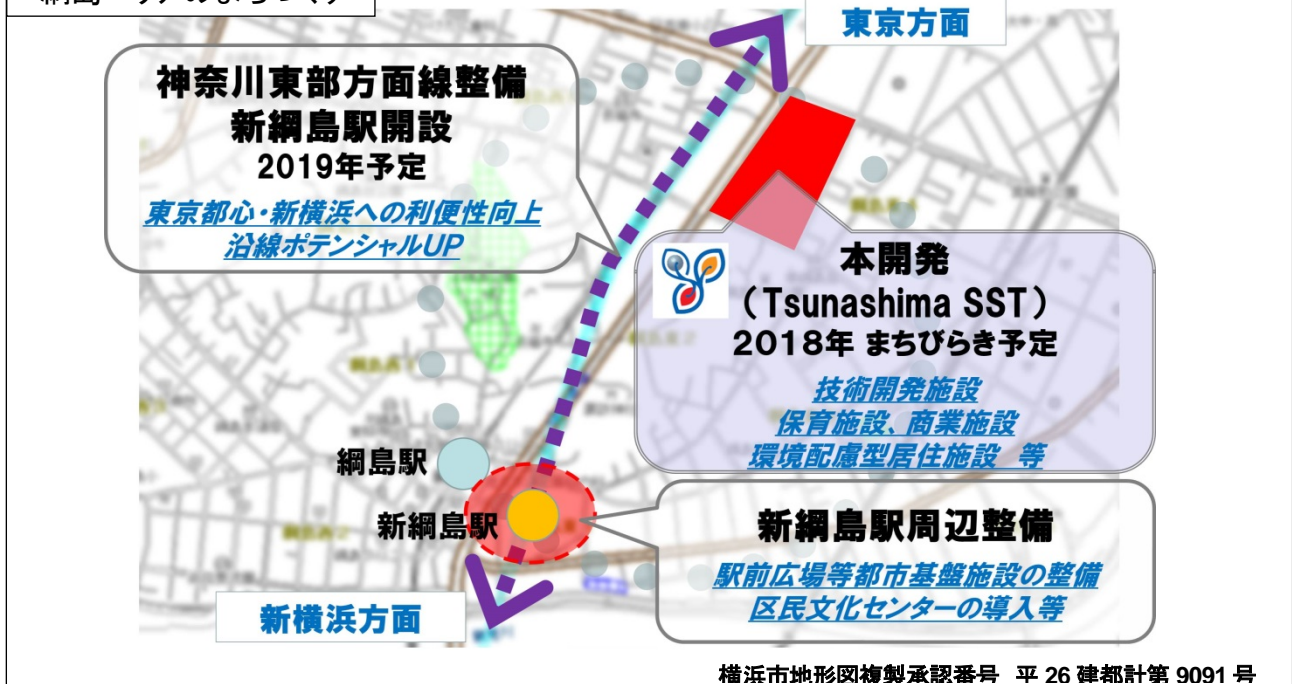 東京方面
神奈川東部方面線整備
新綱島駅開設
2019年予定
東京都心・新横浜への利便性向上
沿線ポテンシャルUP
本開発
(Tsunashima SST)
2018年 まちびらき予定
技術開発施設
保育施設、商業施設
環境配慮型居住施設 等
綱島駅
新綱島駅
新綱島駅周辺整備
駅前広場等都市基盤施設の整備
区民文化センターの導入等
新横浜方面
横浜市地形図複製承認番号 平 26 建都計第 9091 号